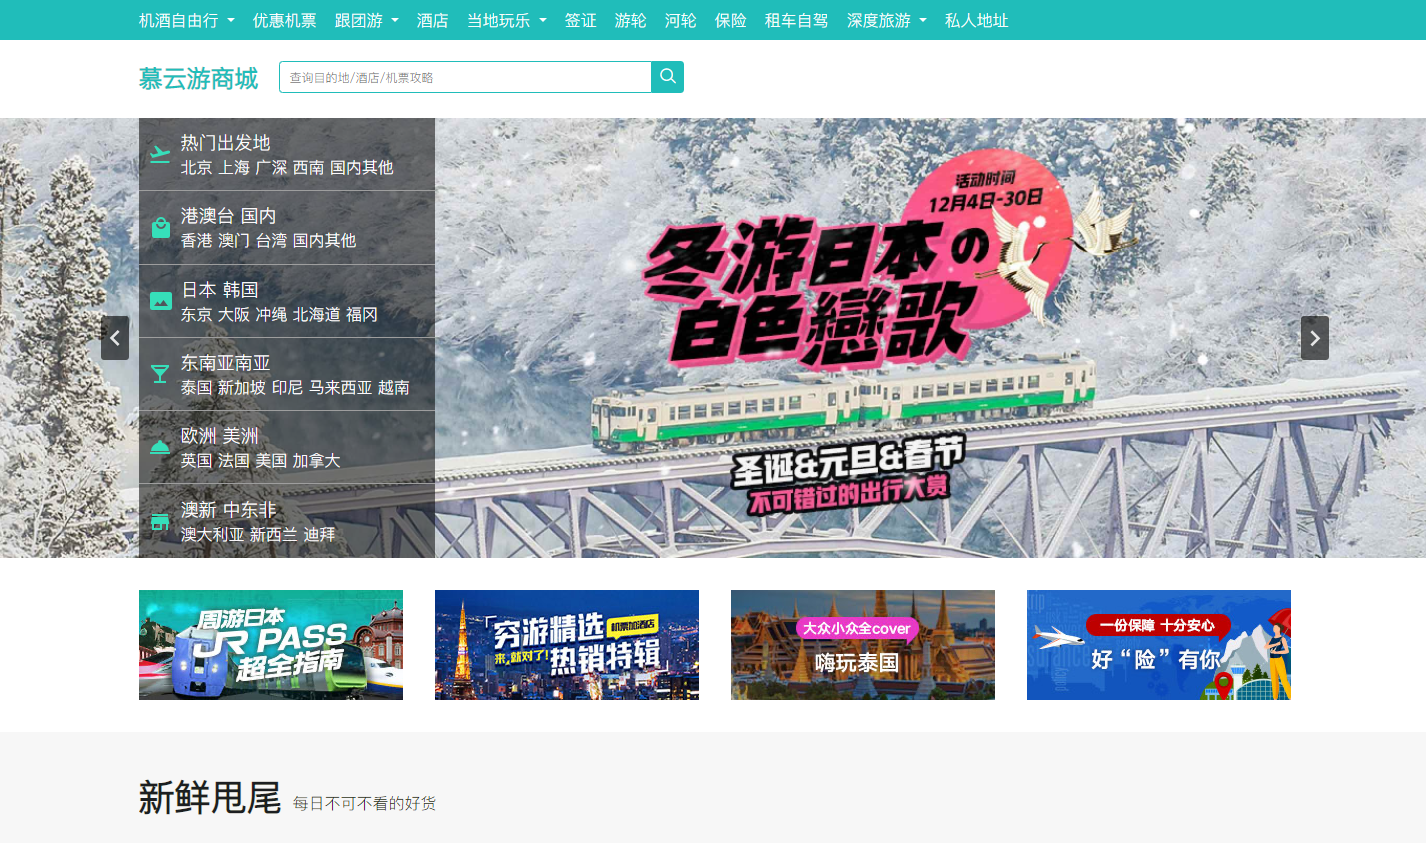 机酒自由行 优惠机票 跟团游 酒店 当地玩乐 签证 游轮 河轮 保险 租车自驾 深度旅游 私人地址
慕云游商城
查询目的地/酒店/机票攻略
热门出发地
北京 上海 广深 西南 国内其他
港澳台 国内
香港 澳门 台湾 国内其他
日本 韩国
东京 大阪 冲绳 北海道 福冈
东南亚南亚
泰国 新加坡 印尼 马来西亚 越南
欧洲 美洲
英国 法国 美国 加拿大
澳新 中东非
澳大利亚 新西兰 迪拜
活动时间
12月4日-30日
冬游日本の
白色戀歌
圣诞&元旦&春节
不可错过的出行大赏
周游日本
JR PASS
超全指南
「穷游精选
机票加酒店
来,就对了!
热销特辑」
大众小众全cover
嗨玩泰国
一份保障 十分安心
好“险”有你
新鲜甩尾
每日不可不看的好货